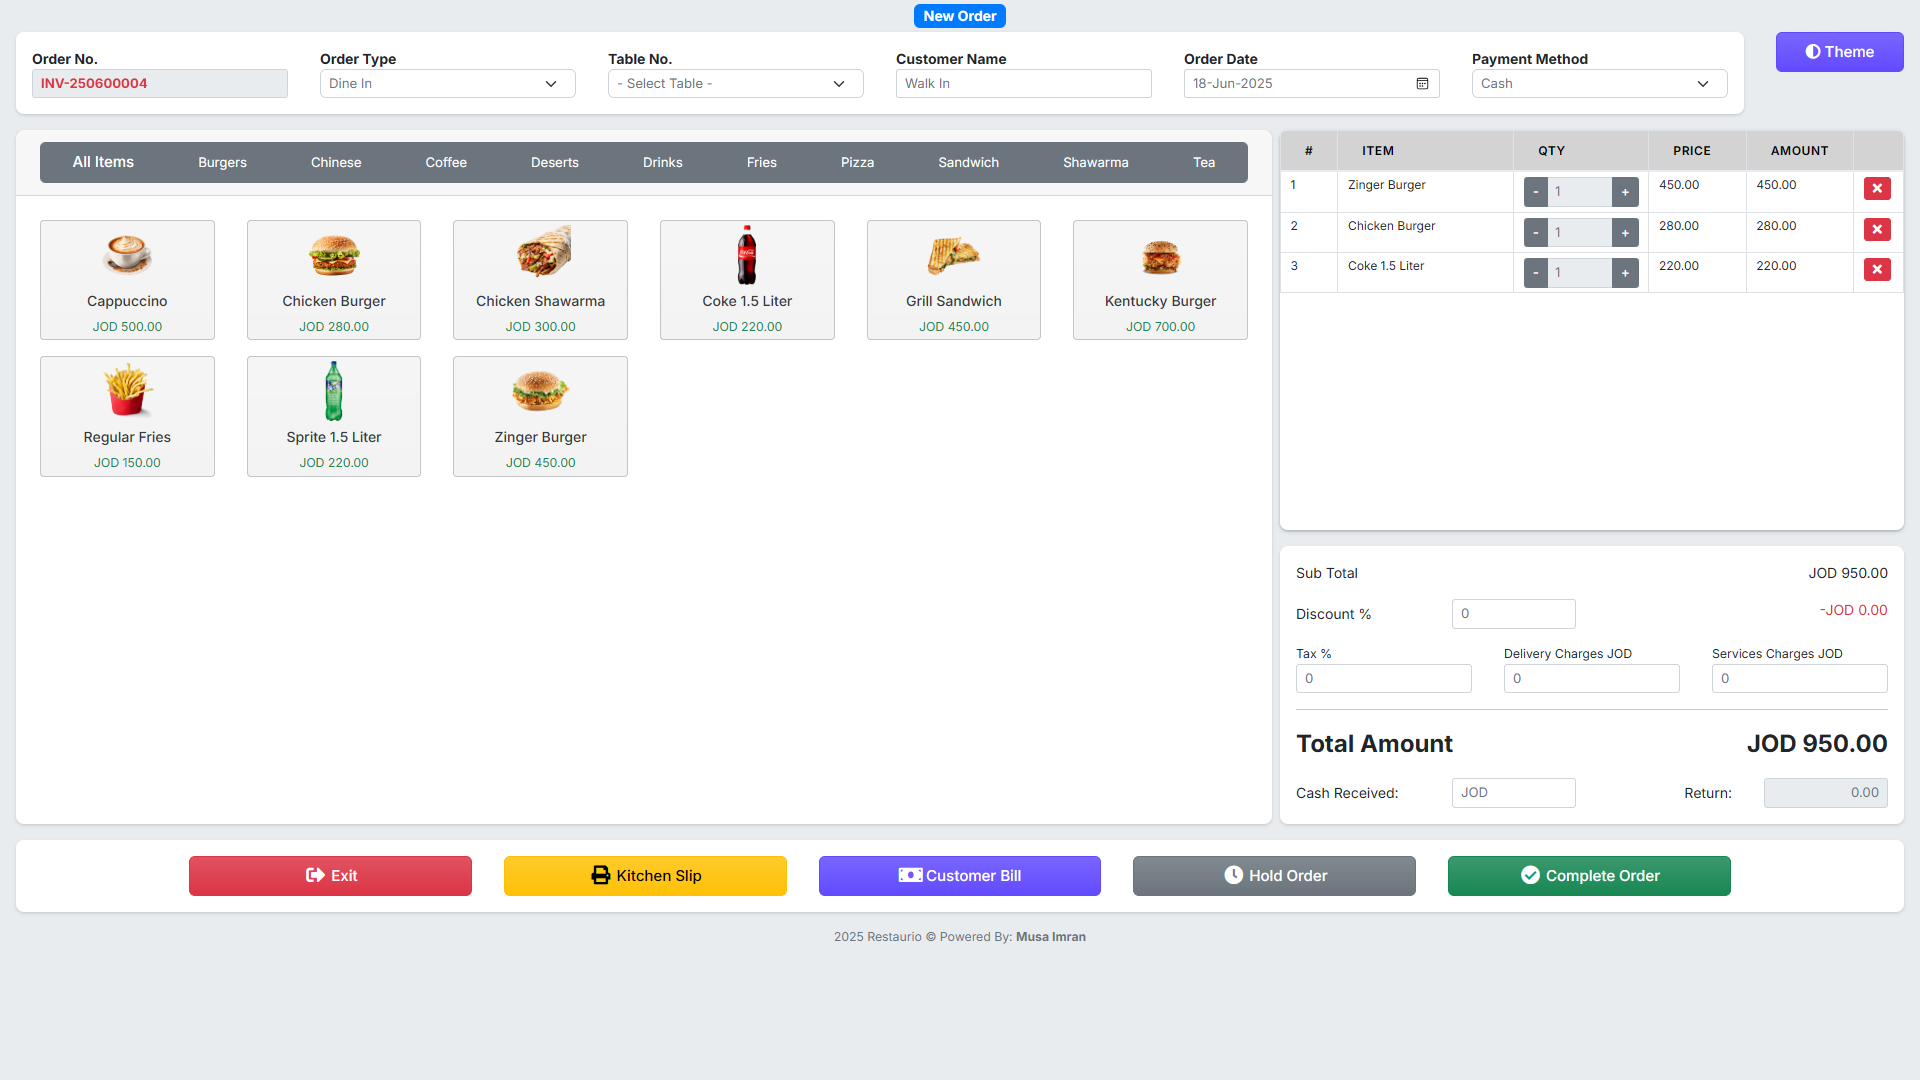 New Order
Order No.
INV-250600004
Order Type
Dine In
Table No.
- Select Table -
Customer Name
Walk In
Order Date
18-Jun-2025
Payment Method
Cash
Theme
All Items Burgers Chinese Coffee Deserts Drinks Fries Pizza Sandwich Shawarma Tea
Cappuccino
JOD 500.00
Chicken Burger
JOD 280.00
Chicken Shawarma
JOD 300.00
Coke 1.5 Liter
JOD 220.00
Grill Sandwich
JOD 450.00
Kentucky Burger
JOD 700.00
Regular Fries
JOD 150.00
Sprite 1.5 Liter
JOD 220.00
Zinger Burger
JOD 450.00
# ITEM QTY PRICE AMOUNT
1 Zinger Burger - 1 + 450.00 450.00
2 Chicken Burger - 1 + 280.00 280.00
3 Coke 1.5 Liter - 1 + 220.00 220.00
Sub Total JOD 950.00
Discount % 0 -JOD 0.00
Tax %
0
Delivery Charges JOD
0
Services Charges JOD
0
Total Amount JOD 950.00
Cash Received: JOD Return: 0.00
Exit
Kitchen Slip
Customer Bill
Hold Order
Complete Order
2025 Restaurio © Powered By: Musa Imran